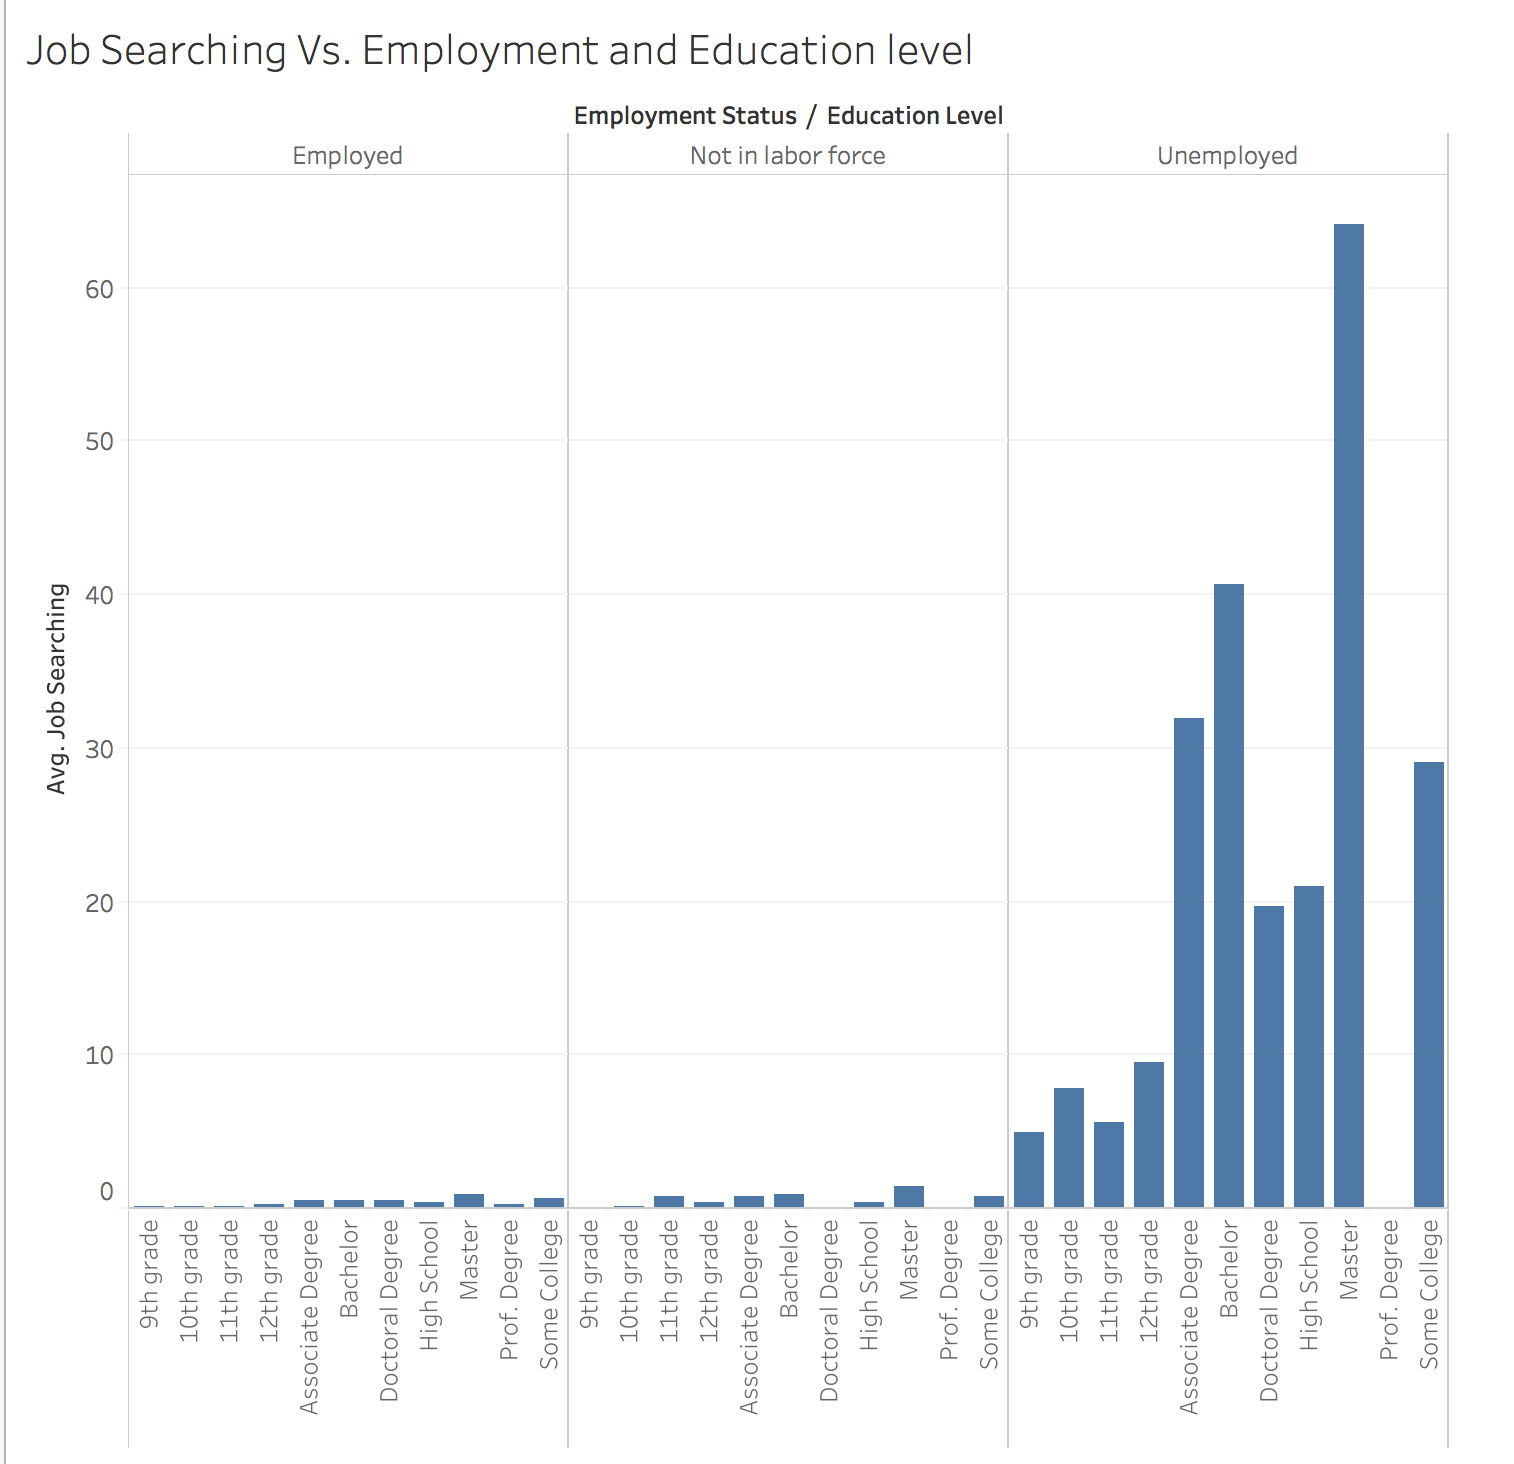 Job Searching Vs. Employment and Education level
Employment Status / Education Level
Employed
Not in labor force
Unemployed
Avg. Job Searching
60
50
40
30
20
10
0
9th grade
10th grade
11th grade
12th grade
Associate Degree
Bachelor
Doctoral Degree
High School
Master
Prof. Degree
Some College
9th grade
10th grade
11th grade
12th grade
Associate Degree
Bachelor
Doctoral Degree
High School
Master
Prof. Degree
Some College
9th grade
10th grade
11th grade
12th grade
Associate Degree
Bachelor
Doctoral Degree
High School
Master
Prof. Degree
Some College